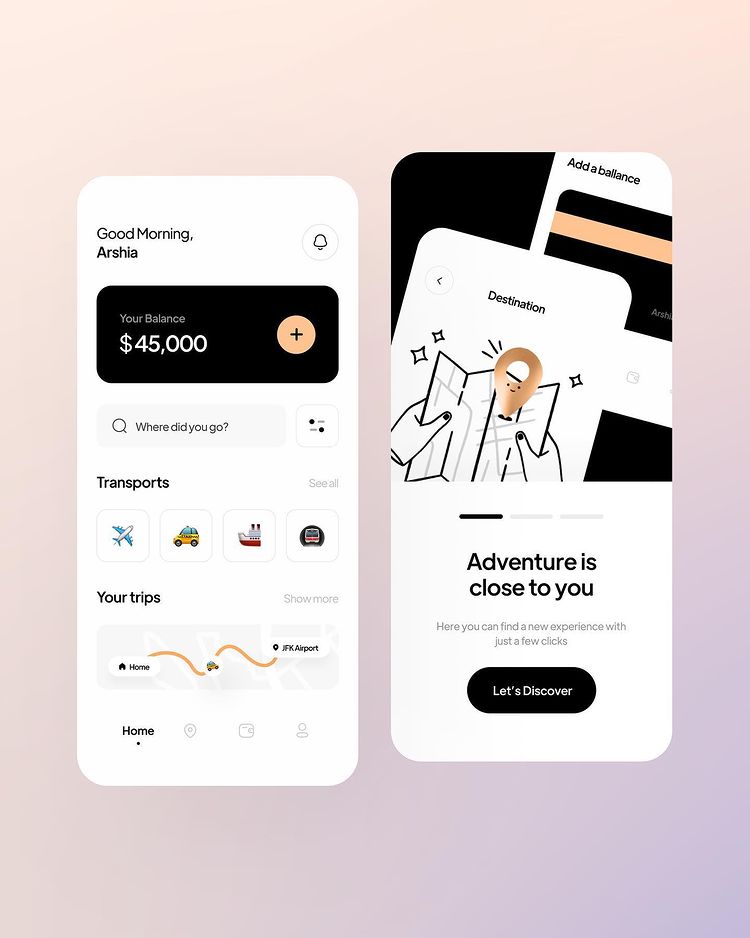 Good Morning,
Arshia
Your Balance
$45,000
Where did you go?
Transports
See all
Your trips
Show more
Home
JFK Airport
Home
Add a ballance
Destination
Adventure is
close to you
Here you can find a new experience with
just a few clicks
Let's Discover